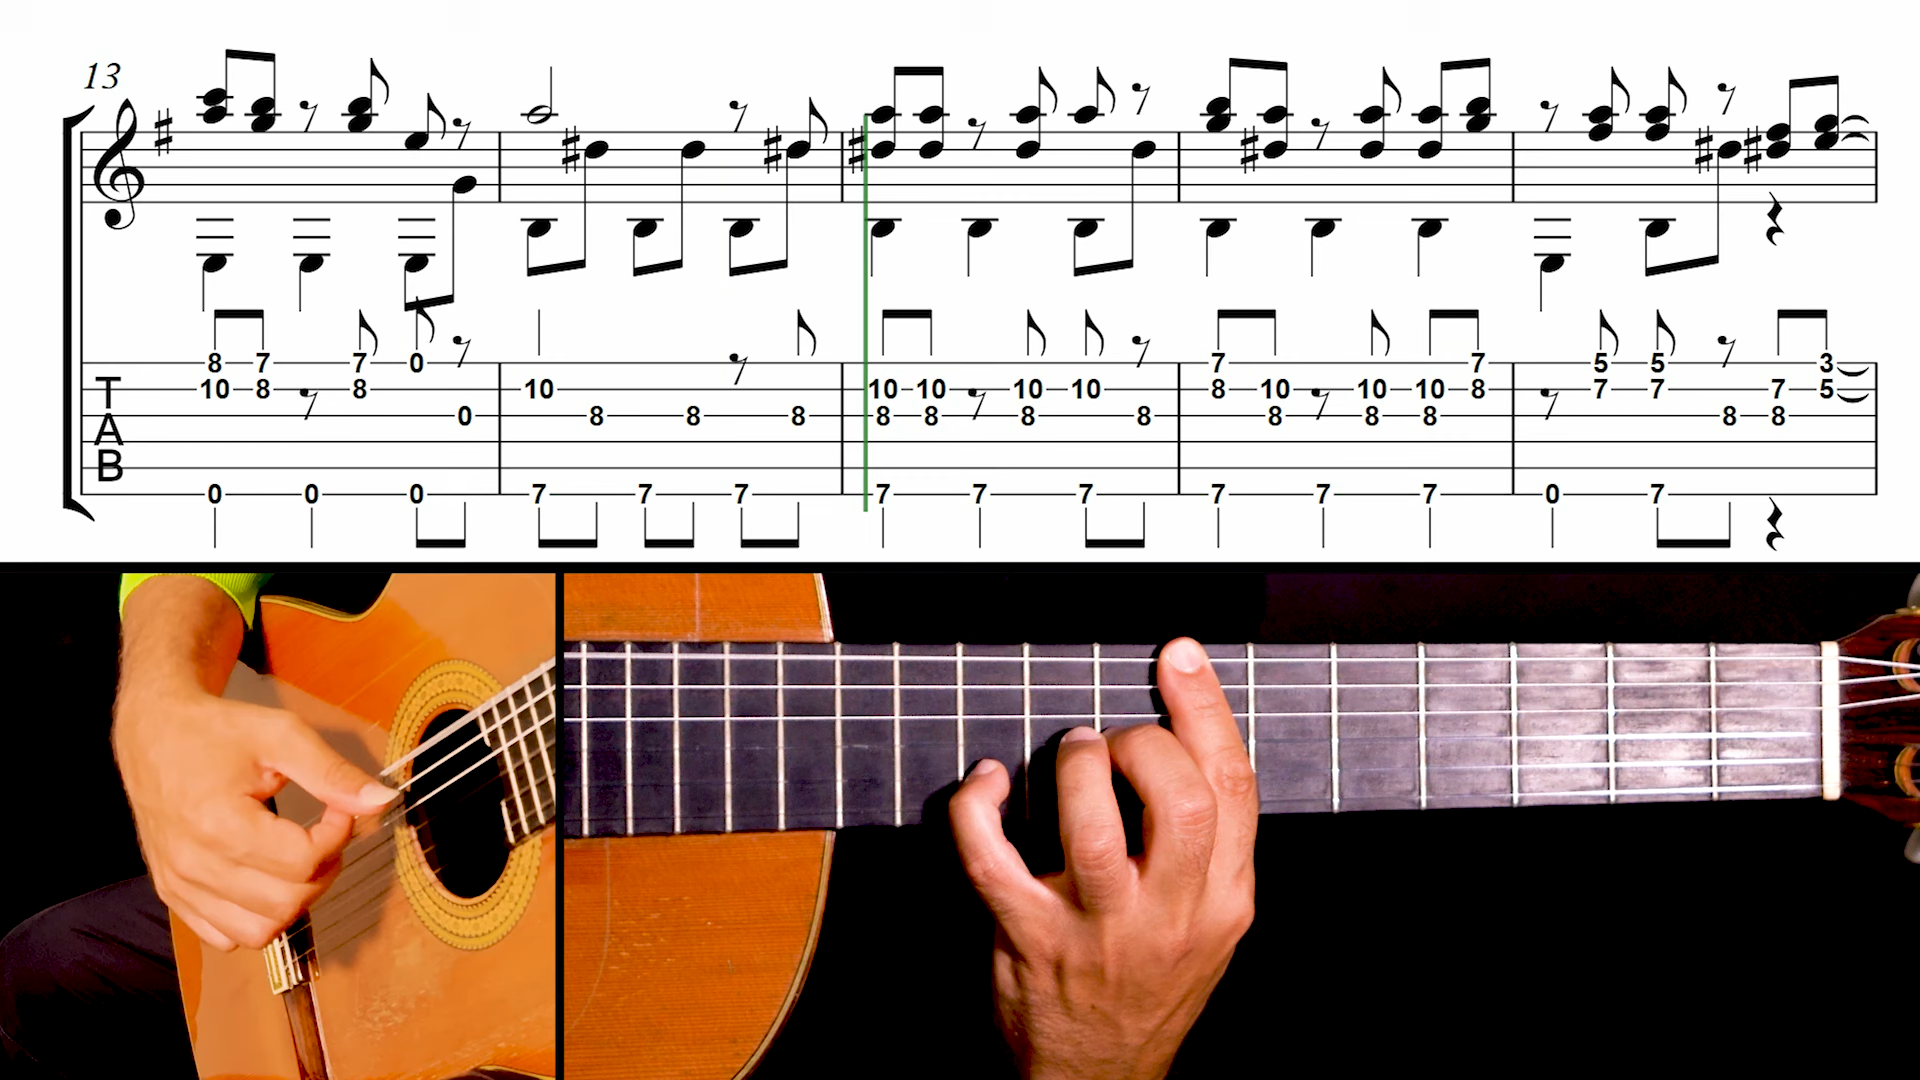 13
8 7 7 0 7 7 5 5 3
T 10 8 8 10 10 10 10 10 8 10 10 10 8 7 7 7 5
A 0 8 8 8 8 8 8 8 8 8 8 8 8
B
0 0 0 7 7 7 7 7 7 7 7 7 0 7